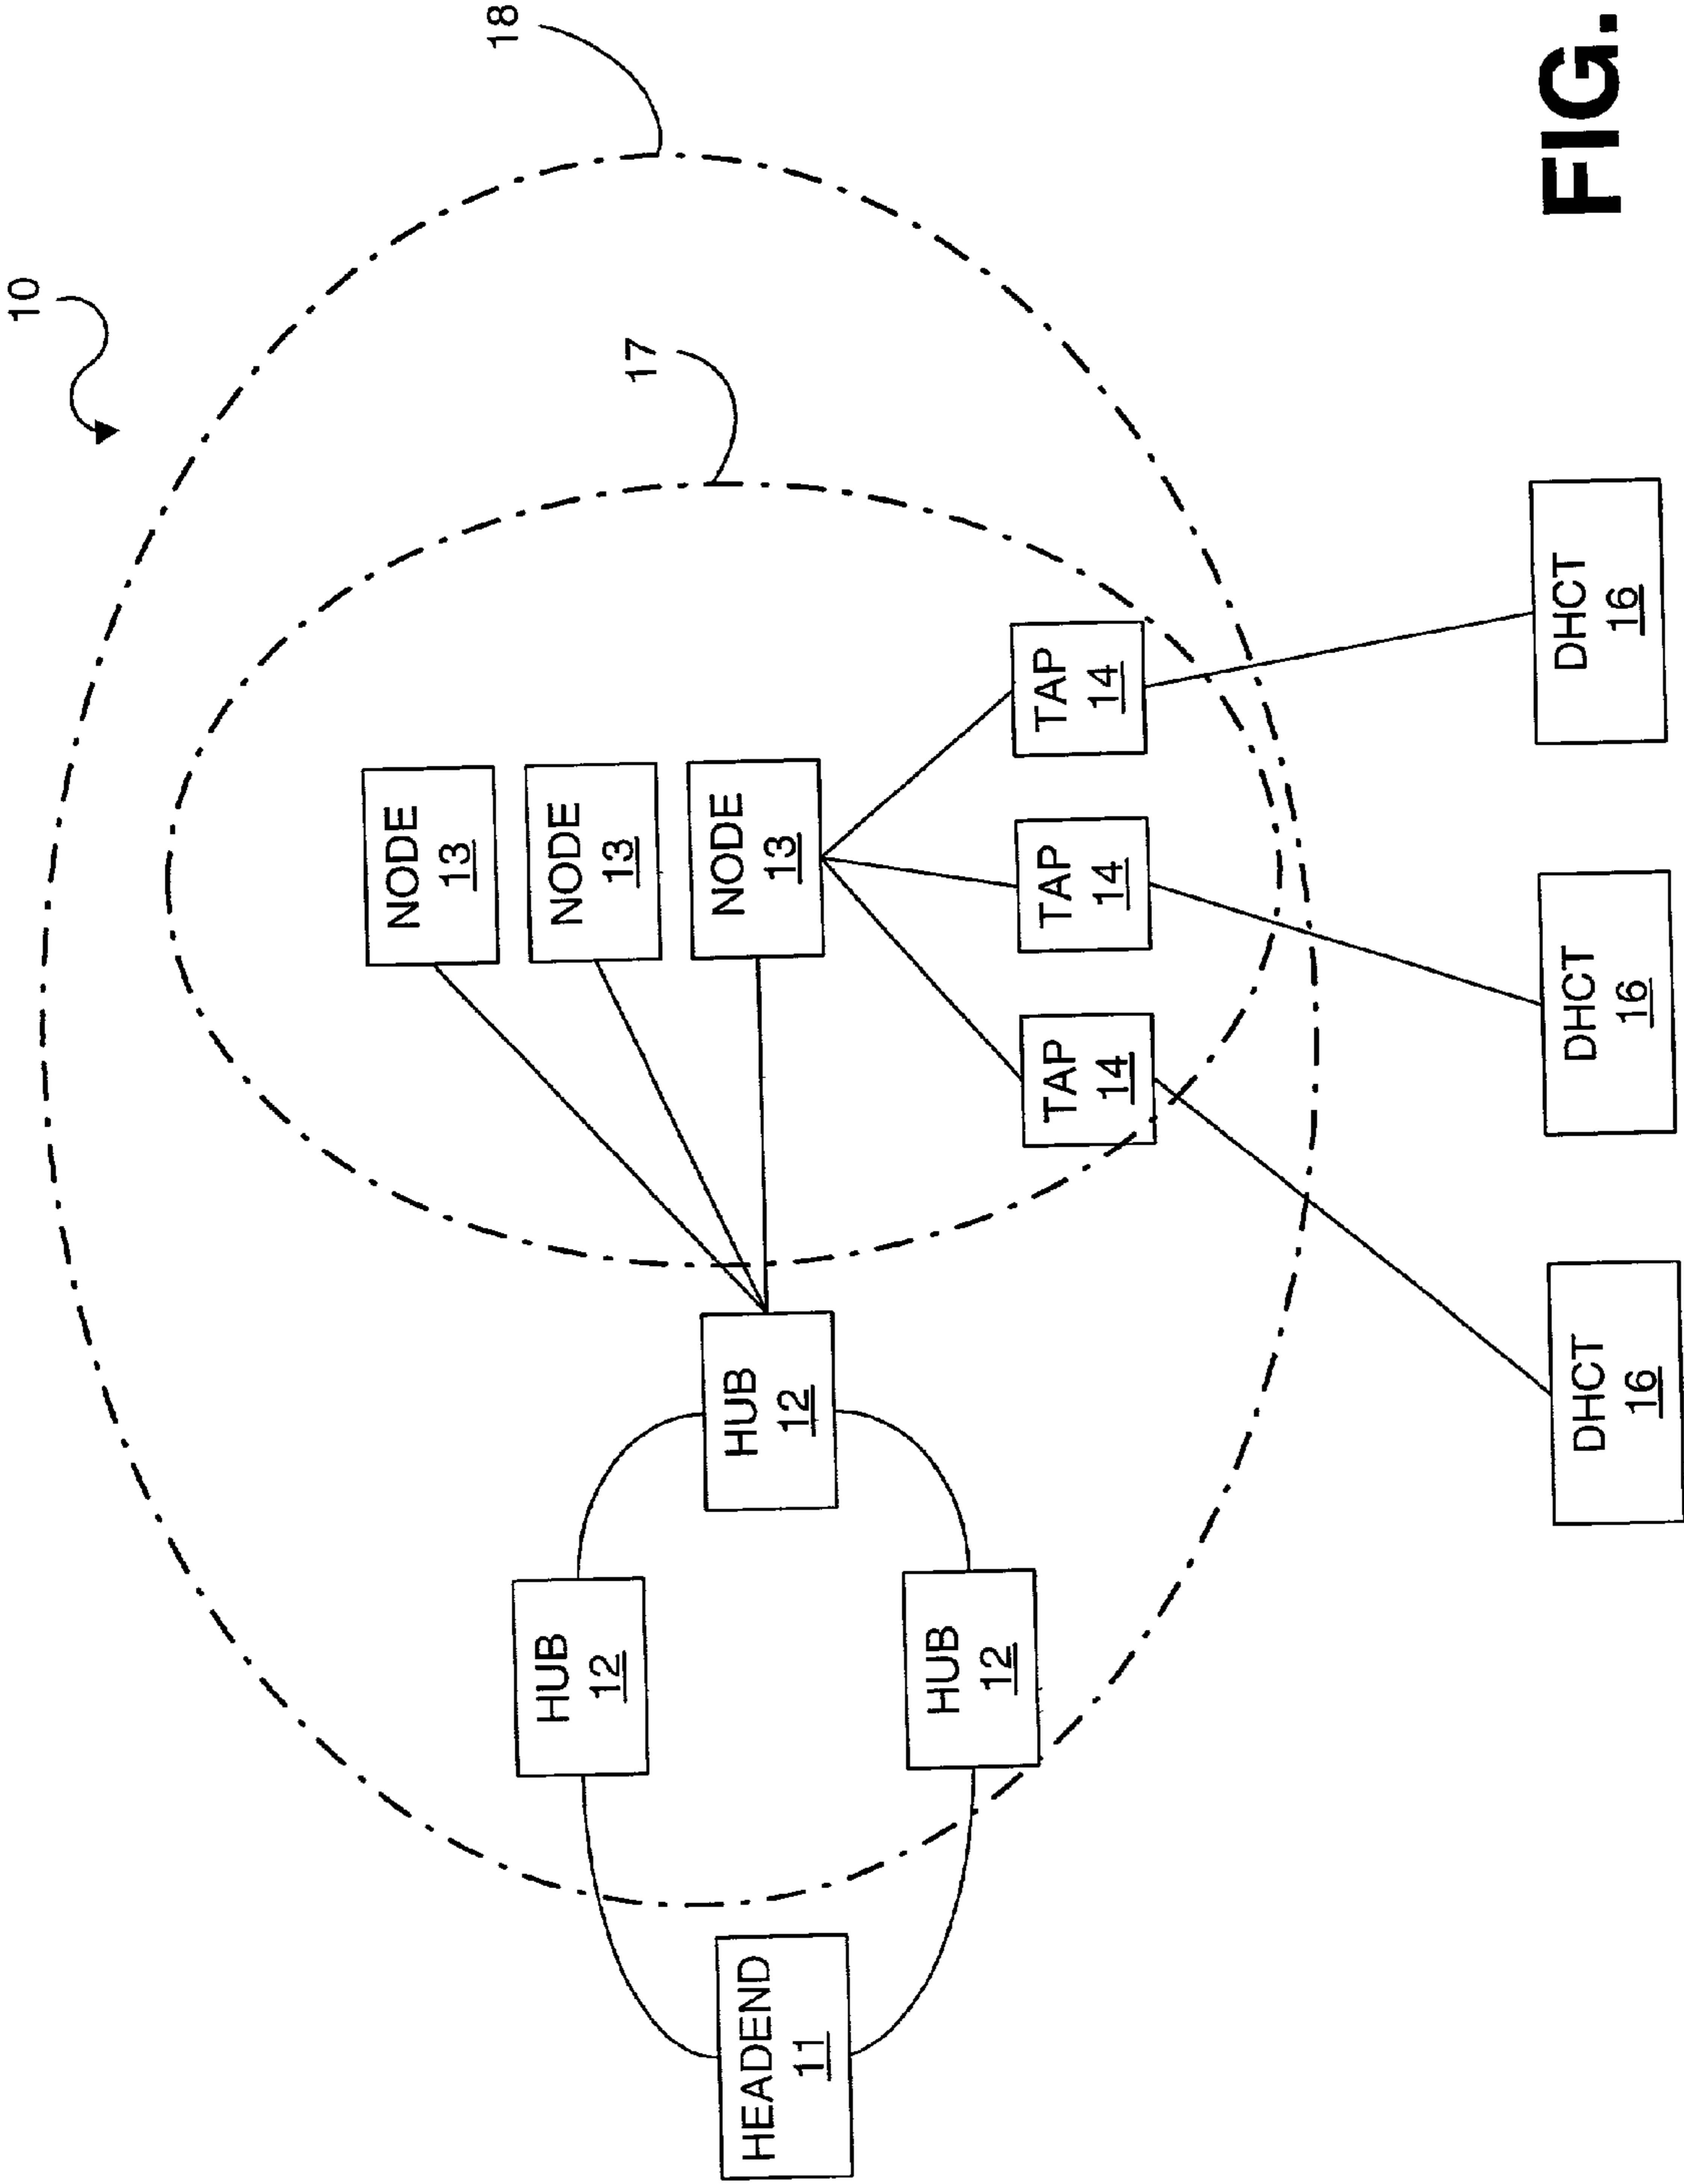 10
18
17
HEADEND
11
HUB
12
HUB
12
HUB
12
NODE
13
NODE
13
NODE
13
TAP
14
TAP
14
TAP
14
DHCT
16
DHCT
16
DHCT
16
FIG.